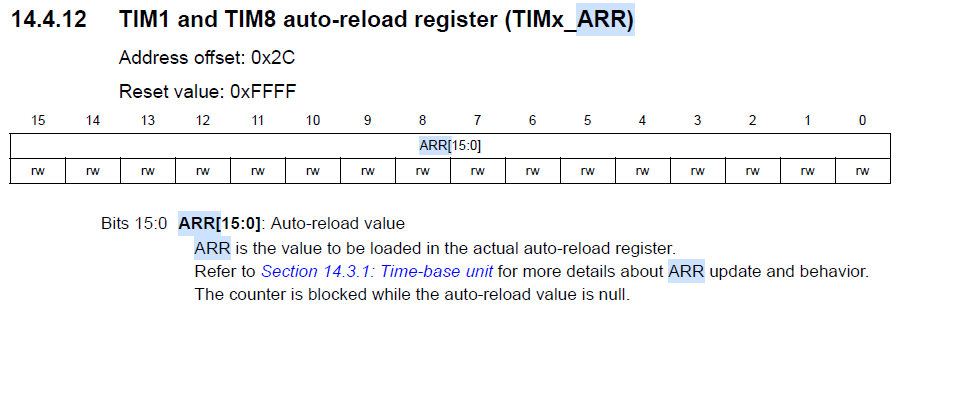 14.4.12 TIM1 and TIM8 auto-reload register (TIMx_ARR)
Address offset: 0x2C
Reset value: 0xFFFF
15 14 13 12 11 10 9 8 7 6 5 4 3 2 1 0
ARR[15:0]
rw rw rw rw rw rw rw rw rw rw rw rw rw rw rw rw
Bits 15:0 ARR[15:0]: Auto-reload value
ARR is the value to be loaded in the actual auto-reload register.
Refer to Section 14.3.1: Time-base unit for more details about ARR update and behavior.
The counter is blocked while the auto-reload value is null.